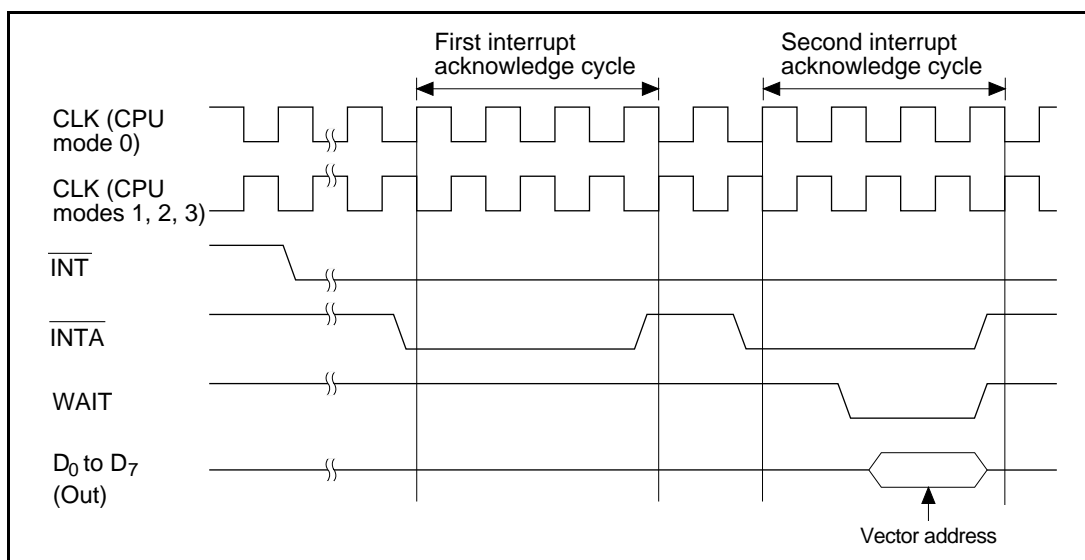 First interrupt
acknowledge cycle
Second interrupt
acknowledge cycle
CLK (CPU
mode 0)
CLK (CPU
modes 1, 2, 3)
INT
INTA
WAIT
D0 to D7
(Out)
Vector address